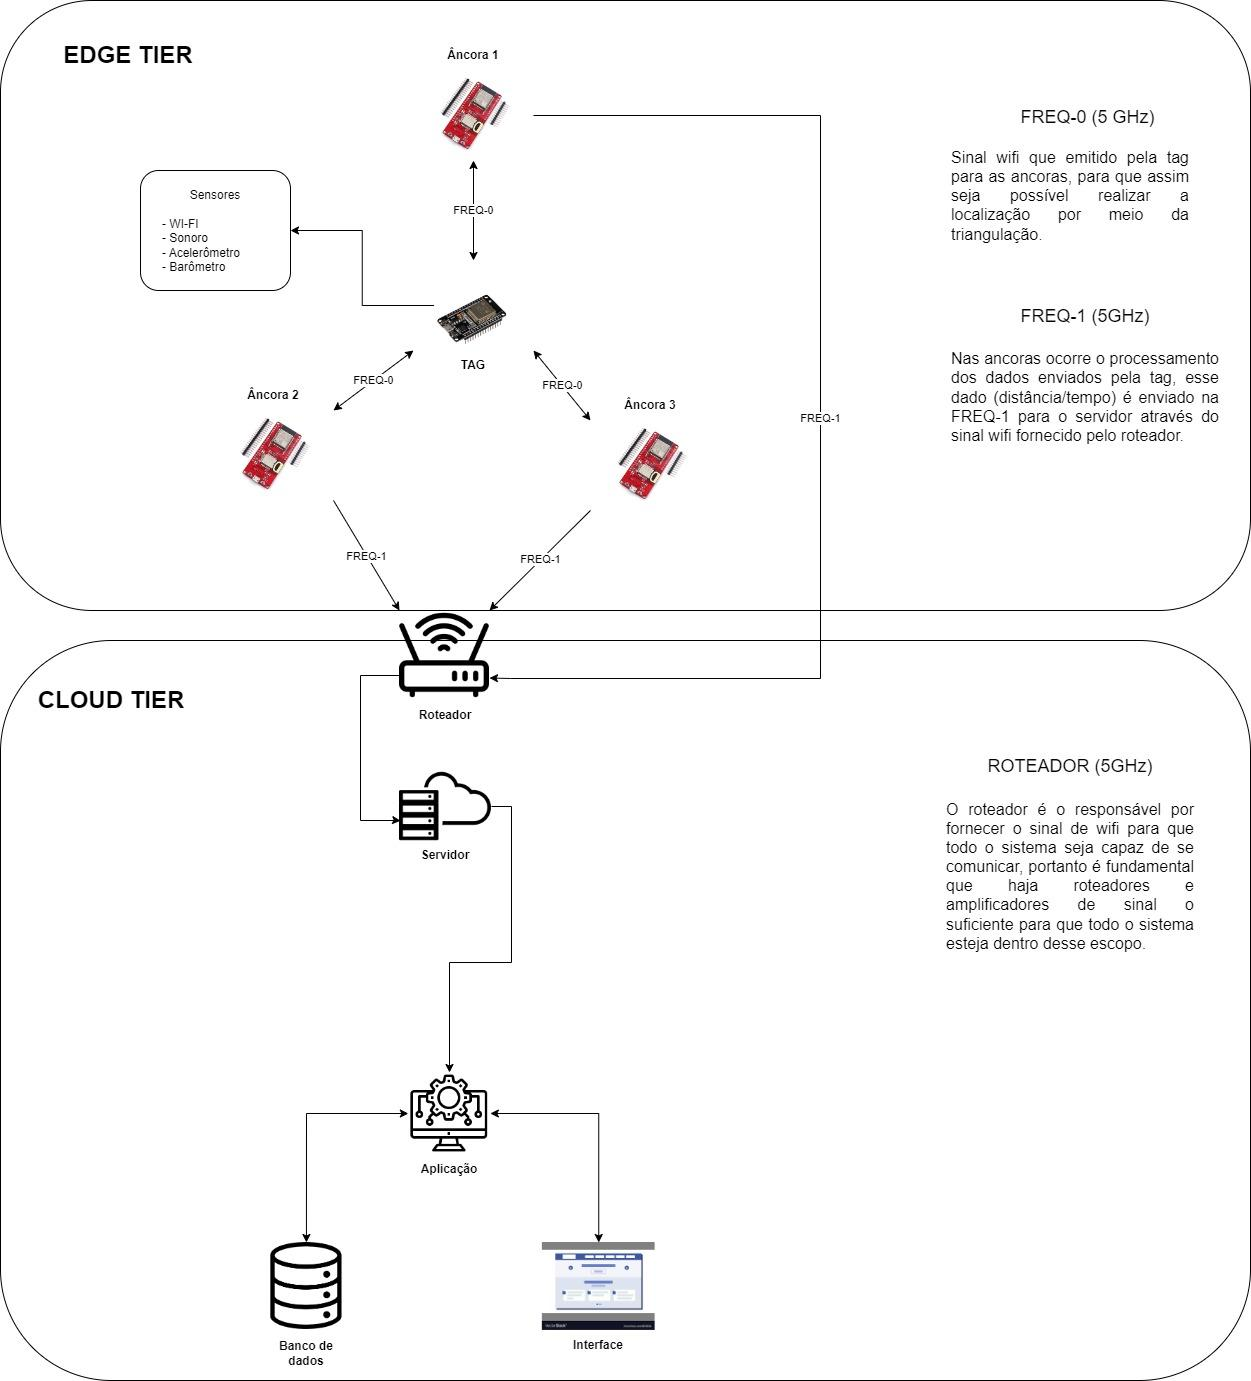 EDGE TIER
Âncora 1
FREQ-0 (5 GHz)
Sinal wifi que emitido pela tag
para as ancoras, para que assim
seja possível realizar a
localização por meio da
triangulação.
Sensores
- WI-FI
- Sonoro
- Acelerômetro
- Barômetro
FREQ-0
FREQ-1 (5GHz)
Nas ancoras ocorre o processamento
dos dados enviados pela tag, esse
dado (distância/tempo) é enviado na
FREQ-1 para o servidor através do
sinal wifi fornecido pelo roteador.
TAG
FREQ-0
FREQ-0
Âncora 2
Âncora 3
FREQ-1
FREQ-1
FREQ-1
CLOUD TIER
Roteador
ROTEADOR (5GHz)
O roteador é o responsável por
fornecer o sinal de wifi para que
todo o sistema seja capaz de se
comunicar, portanto é fundamental
que haja roteadores e
amplificadores de sinal o
suficiente para que todo o sistema
esteja dentro desse escopo.
Servidor
Aplicação
Banco de
dados
Interface